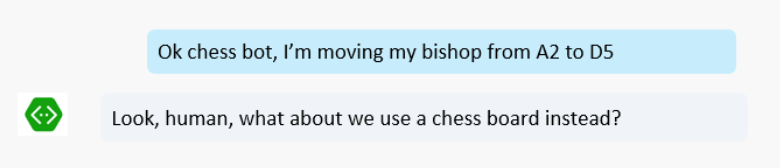 Ok chess bot, I’m moving my bishop from A2 to D5
Look, human, what about we use a chess board instead?